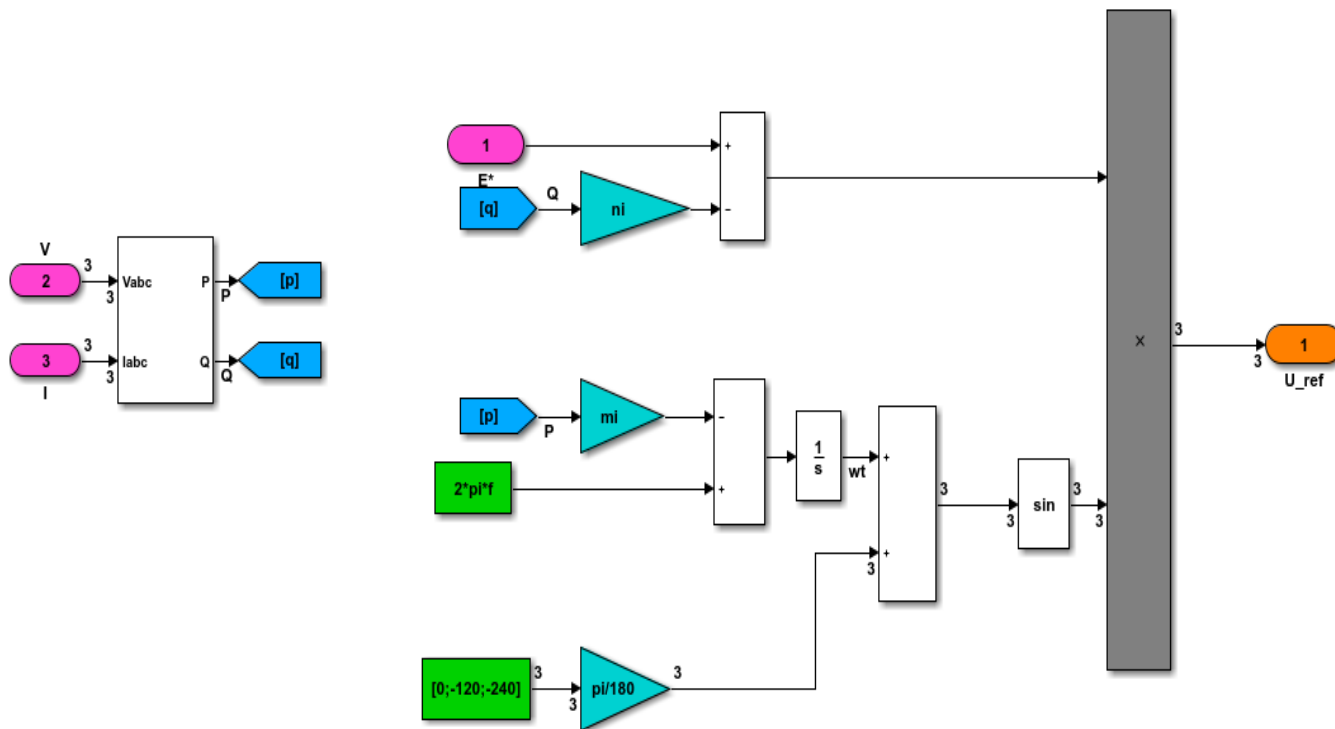 1
E*
[q]
Q
ni
+
−
V
2
3
3
Vabc
P
P
[p]
3
I
3
3
Iabc
Q
Q
[q]
[p]
P
mi
−
+
2*pi*f
1
s
wt
+
+
3
3
3
sin
3
3
×
3
3
1
U_ref
[0;-120;-240]
3
3
pi/180
3